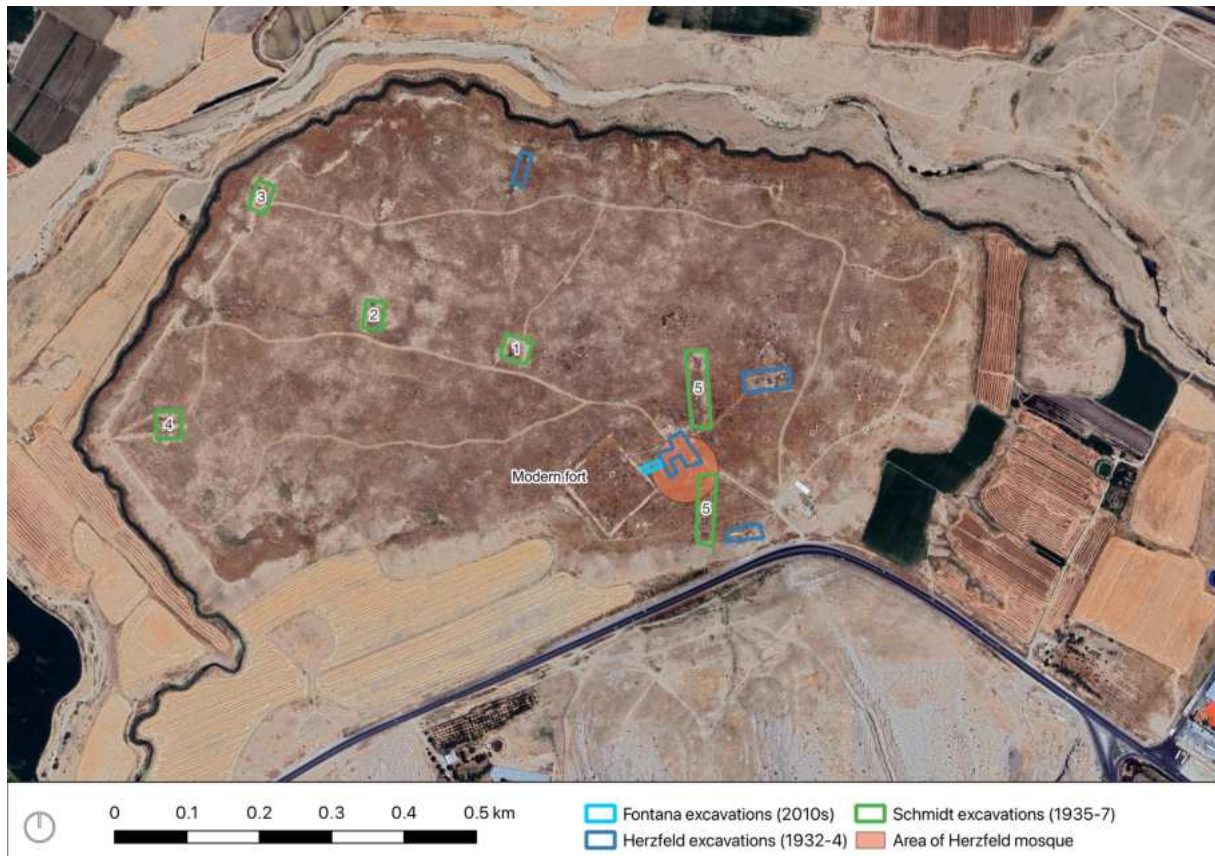 3
2
1
5
4
Modern fort
5
0 0.1 0.2 0.3 0.4 0.5 km
Fontana excavations (2010s)
Herzfeld excavations (1932-4)
Schmidt excavations (1935-7)
Area of Herzfeld mosque